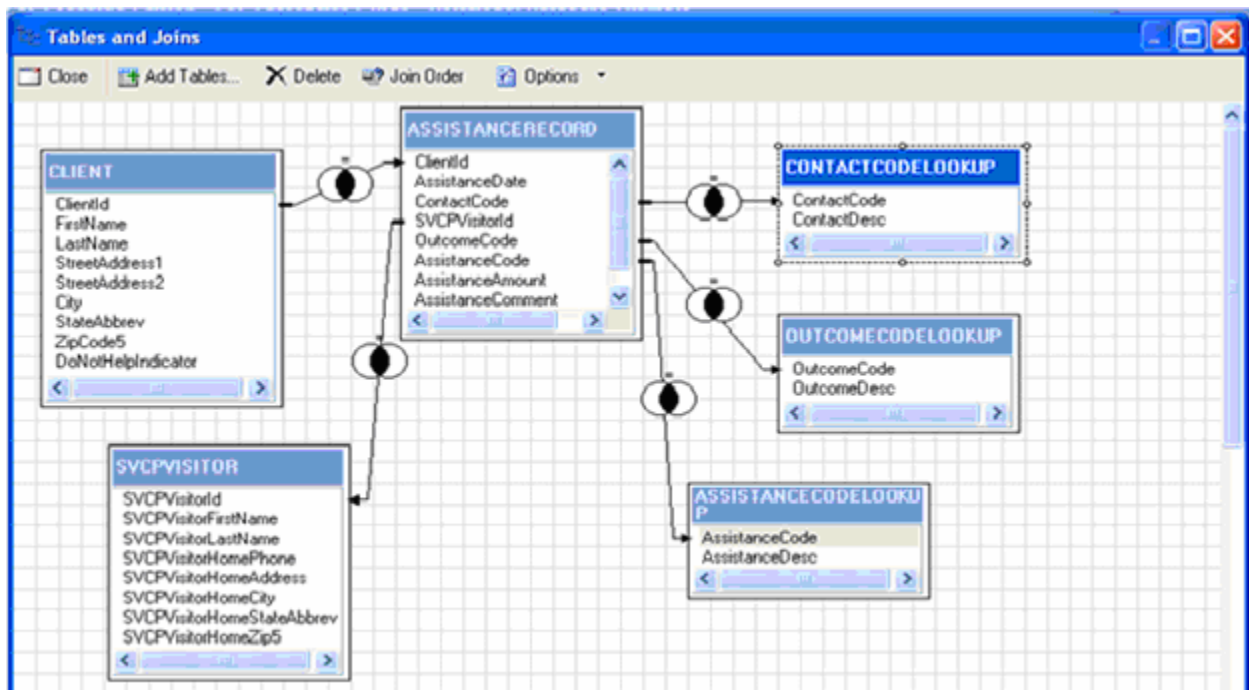 Tables and Joins
Close Add Tables... Delete Join Order Options
CLIENT
ClientId
FirstName
LastName
StreetAddress1
StreetAddress2
City
StateAbbrev
ZipCode5
DoNotHelpIndicator
ASSISTANCERECORD
ClientId
AssistanceDate
ContactCode
SVCPVisitorId
OutcomeCode
AssistanceCode
AssistanceAmount
AssistanceComment
CONTACTCODELOOKUP
ContactCode
ContactDesc
OUTCOMECODELOOKUP
OutcomeCode
OutcomeDesc
SVCPVISITOR
SVCPVisitorId
SVCPVisitorFirstName
SVCPVisitorLastName
SVCPVisitorHomePhone
SVCPVisitorHomeAddress
SVCPVisitorHomeCity
SVCPVisitorHomeStateAbbrev
SVCPVisitorHomeZip5
ASSISTANCECODELOOKU
P
AssistanceCode
AssistanceDesc